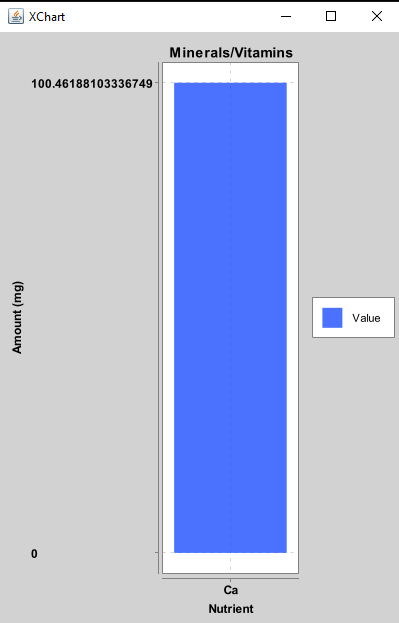 XChart
Minerals/Vitamins
100.46188103336749
Amount (mg)
Value
0
Ca
Nutrient